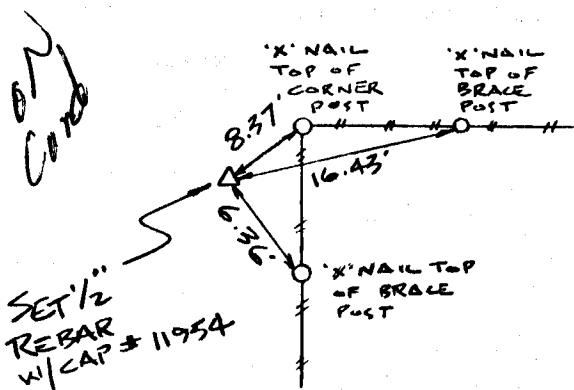 'X' NAIL
TOP OF
CORNER
POST
'X' NAIL
TOP OF
BRACE
POST
8.37'
16.43'
6.36'
'X' NAIL TOP
OF BRACE
POST
SET 1/2"
REBAR
W/ CAP # 11954